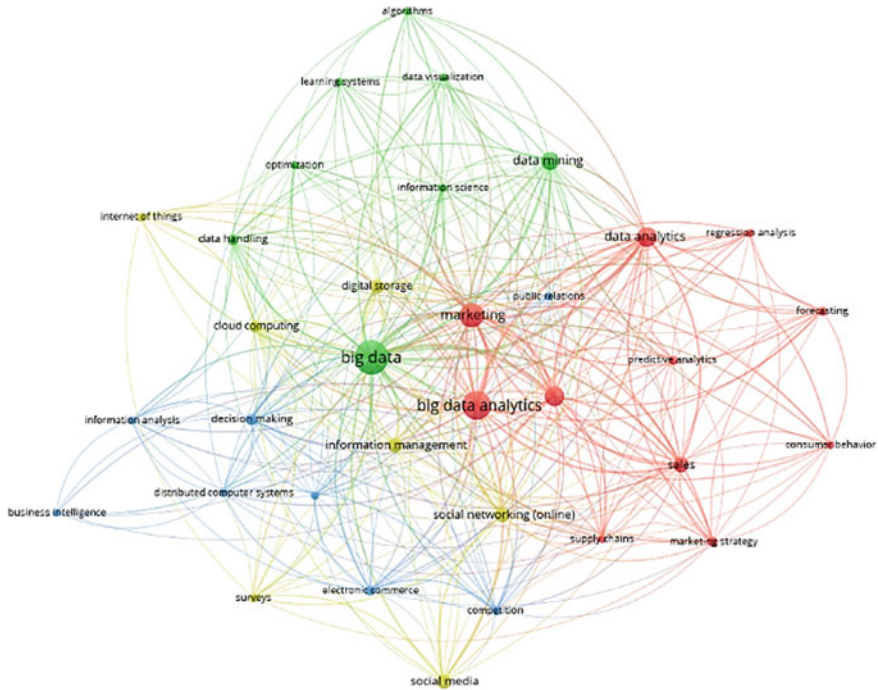 algorithms
learning systems
data visualization
data mining
optimization
information science
internet of things
data handling
data analytics
regression analysis
digital storage
public relations
marketing
forecasting
cloud computing
big data
predictive analytics
big data analytics
information analysis
decision making
information management
consumer behavior
sales
distributed computer systems
business intelligence
social networking (online)
supply chains
marketing strategy
electronic commerce
surveys
competition
social media